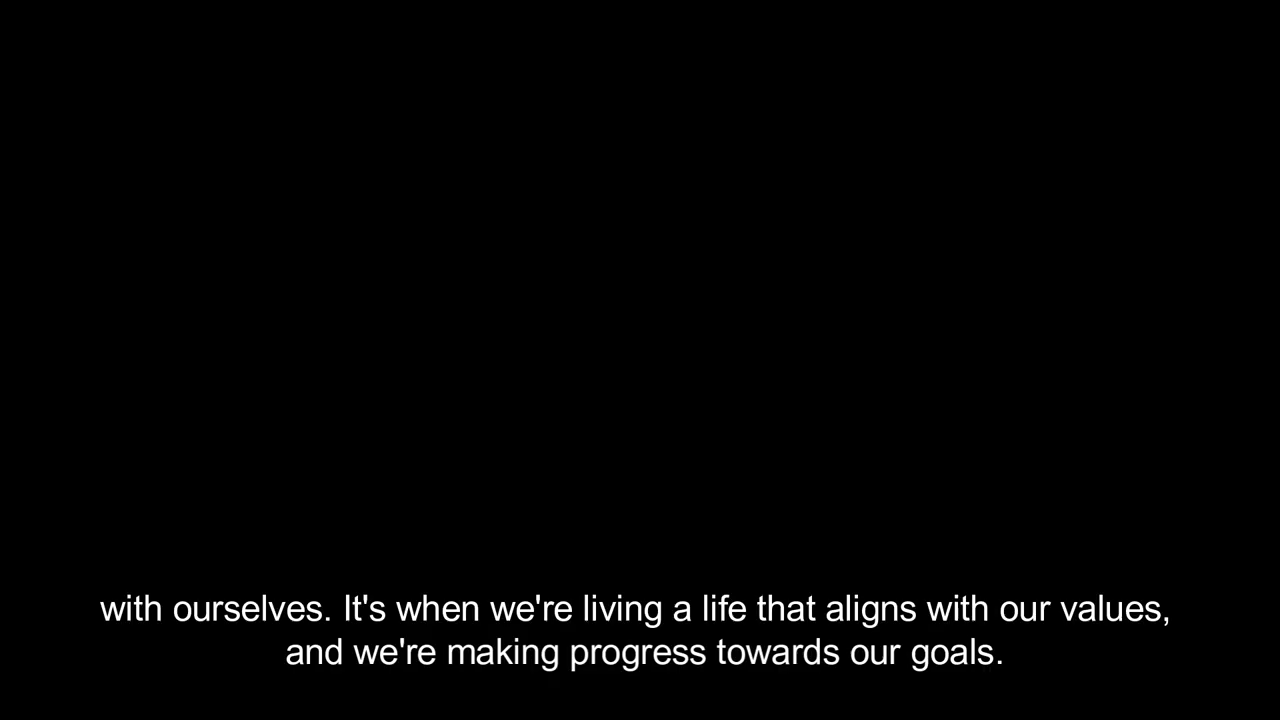 with ourselves. It's when we're living a life that aligns with our values,
and we're making progress towards our goals.